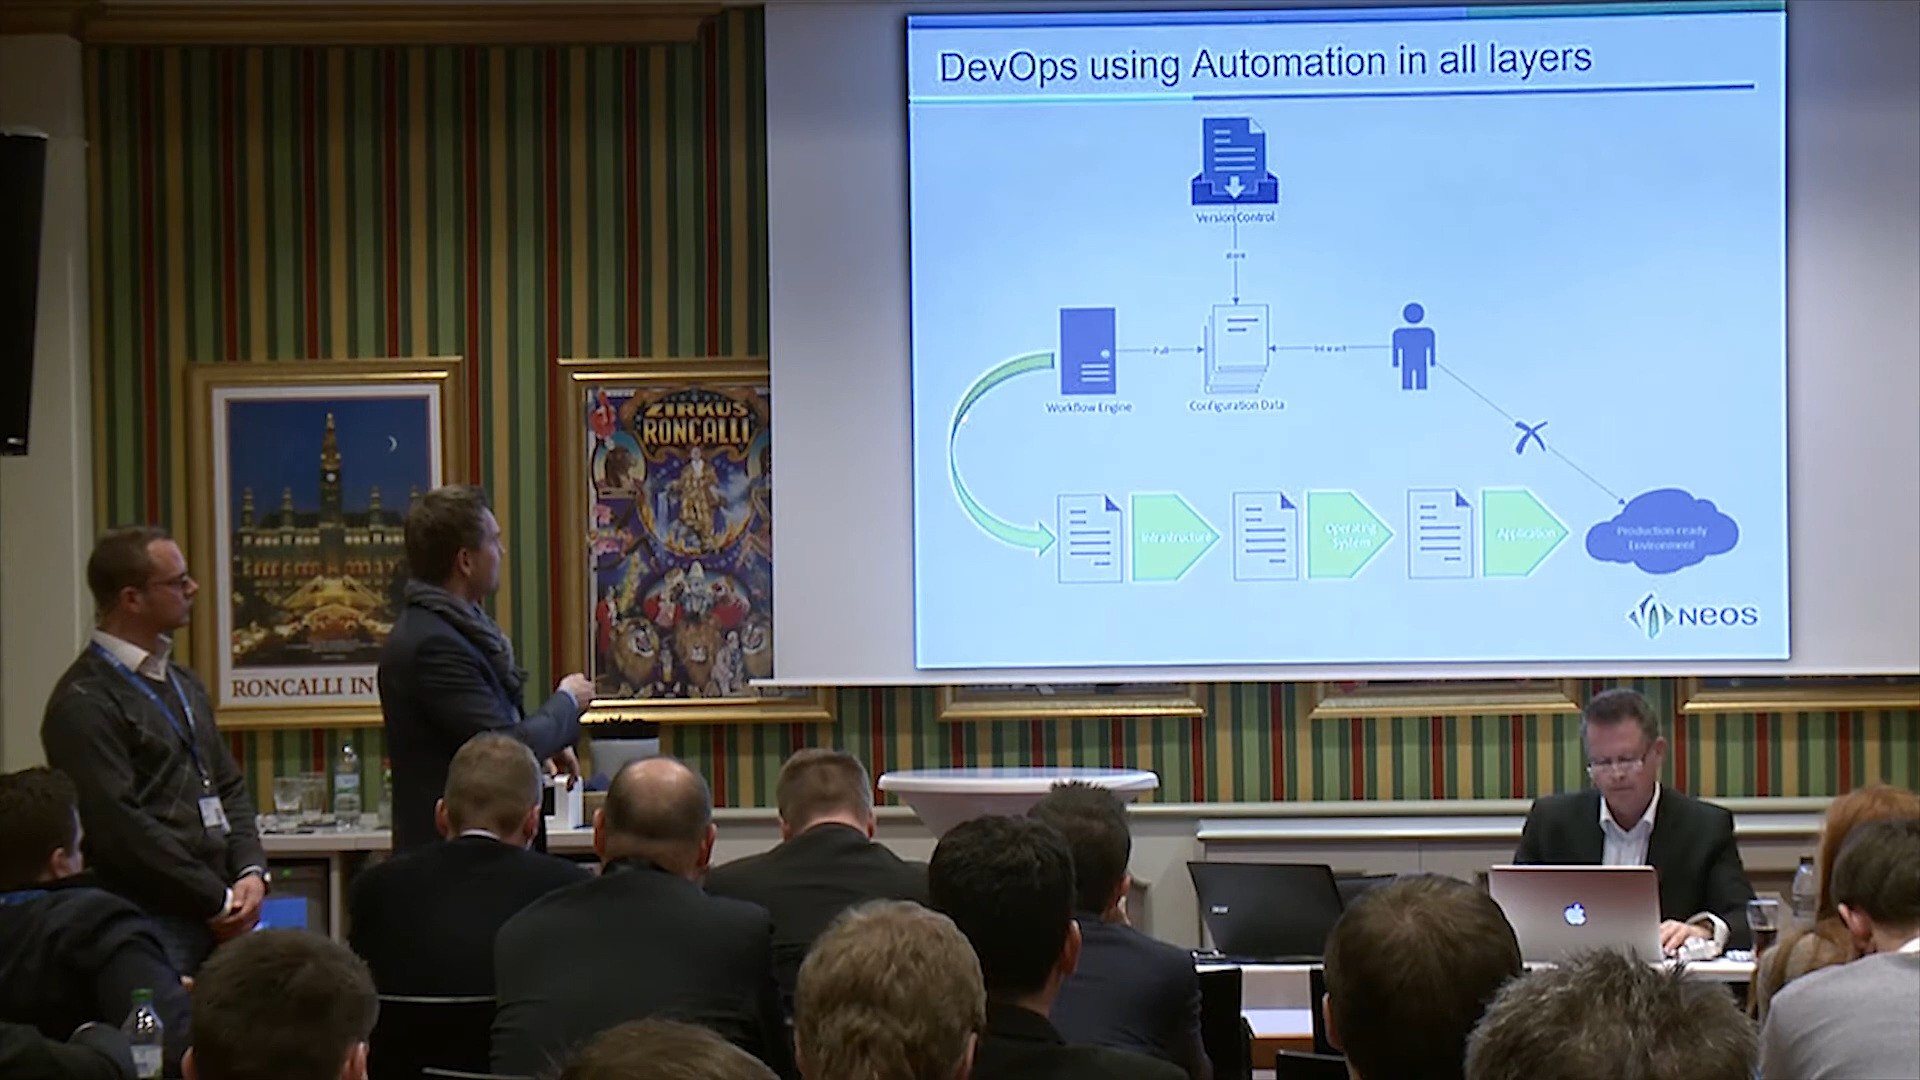 DevOps using Automation in all layers
Version Control
store
Pull
Interact
Workflow Engine
Configuration Data
Infrastructure
Operating
System
Application
Production-ready
Environment
NEOS
ZIRKUS
RONCALLI
RONCALLI IN
acer